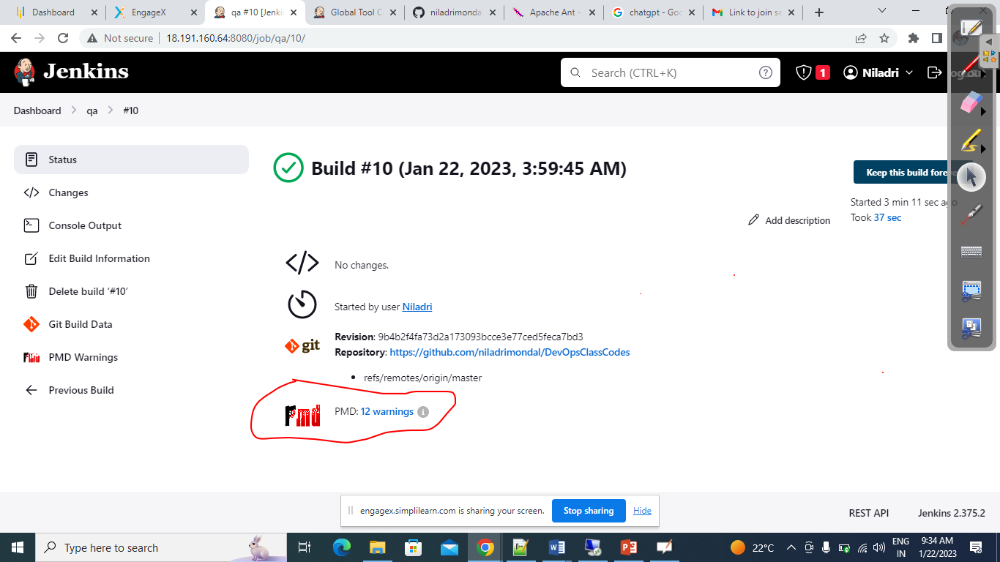 Dashboard
EngageX
qa #10 [Jenki
Global Tool C
niladrimonda
Apache Ant -
chatgpt - Goo
Link to join se
Not secure | 18.191.160.64:8080/job/qa/10/
Jenkins
Search (CTRL+K)
1
Niladri
Dashboard > qa > #10
Status
Changes
Console Output
Edit Build Information
Delete build ‘#10’
Git Build Data
PMD Warnings
Previous Build
Build #10 (Jan 22, 2023, 3:59:45 AM)
Keep this build fore
Started 3 min 11 sec ago
Took 37 sec
Add description
No changes.
Started by user Niladri
git
Revision: 9b4b2f4fa73d2a173093bcce3e77ced5feca7bd3
Repository: https://github.com/niladrimondal/DevOpsClassCodes
• refs/remotes/origin/master
Pmd
PMD: 12 warnings
engagex.simplilearn.com is sharing your screen.
Stop sharing
Hide
REST API
Jenkins 2.375.2
Type here to search
22°C
ENG
IN
9:34 AM
1/22/2023